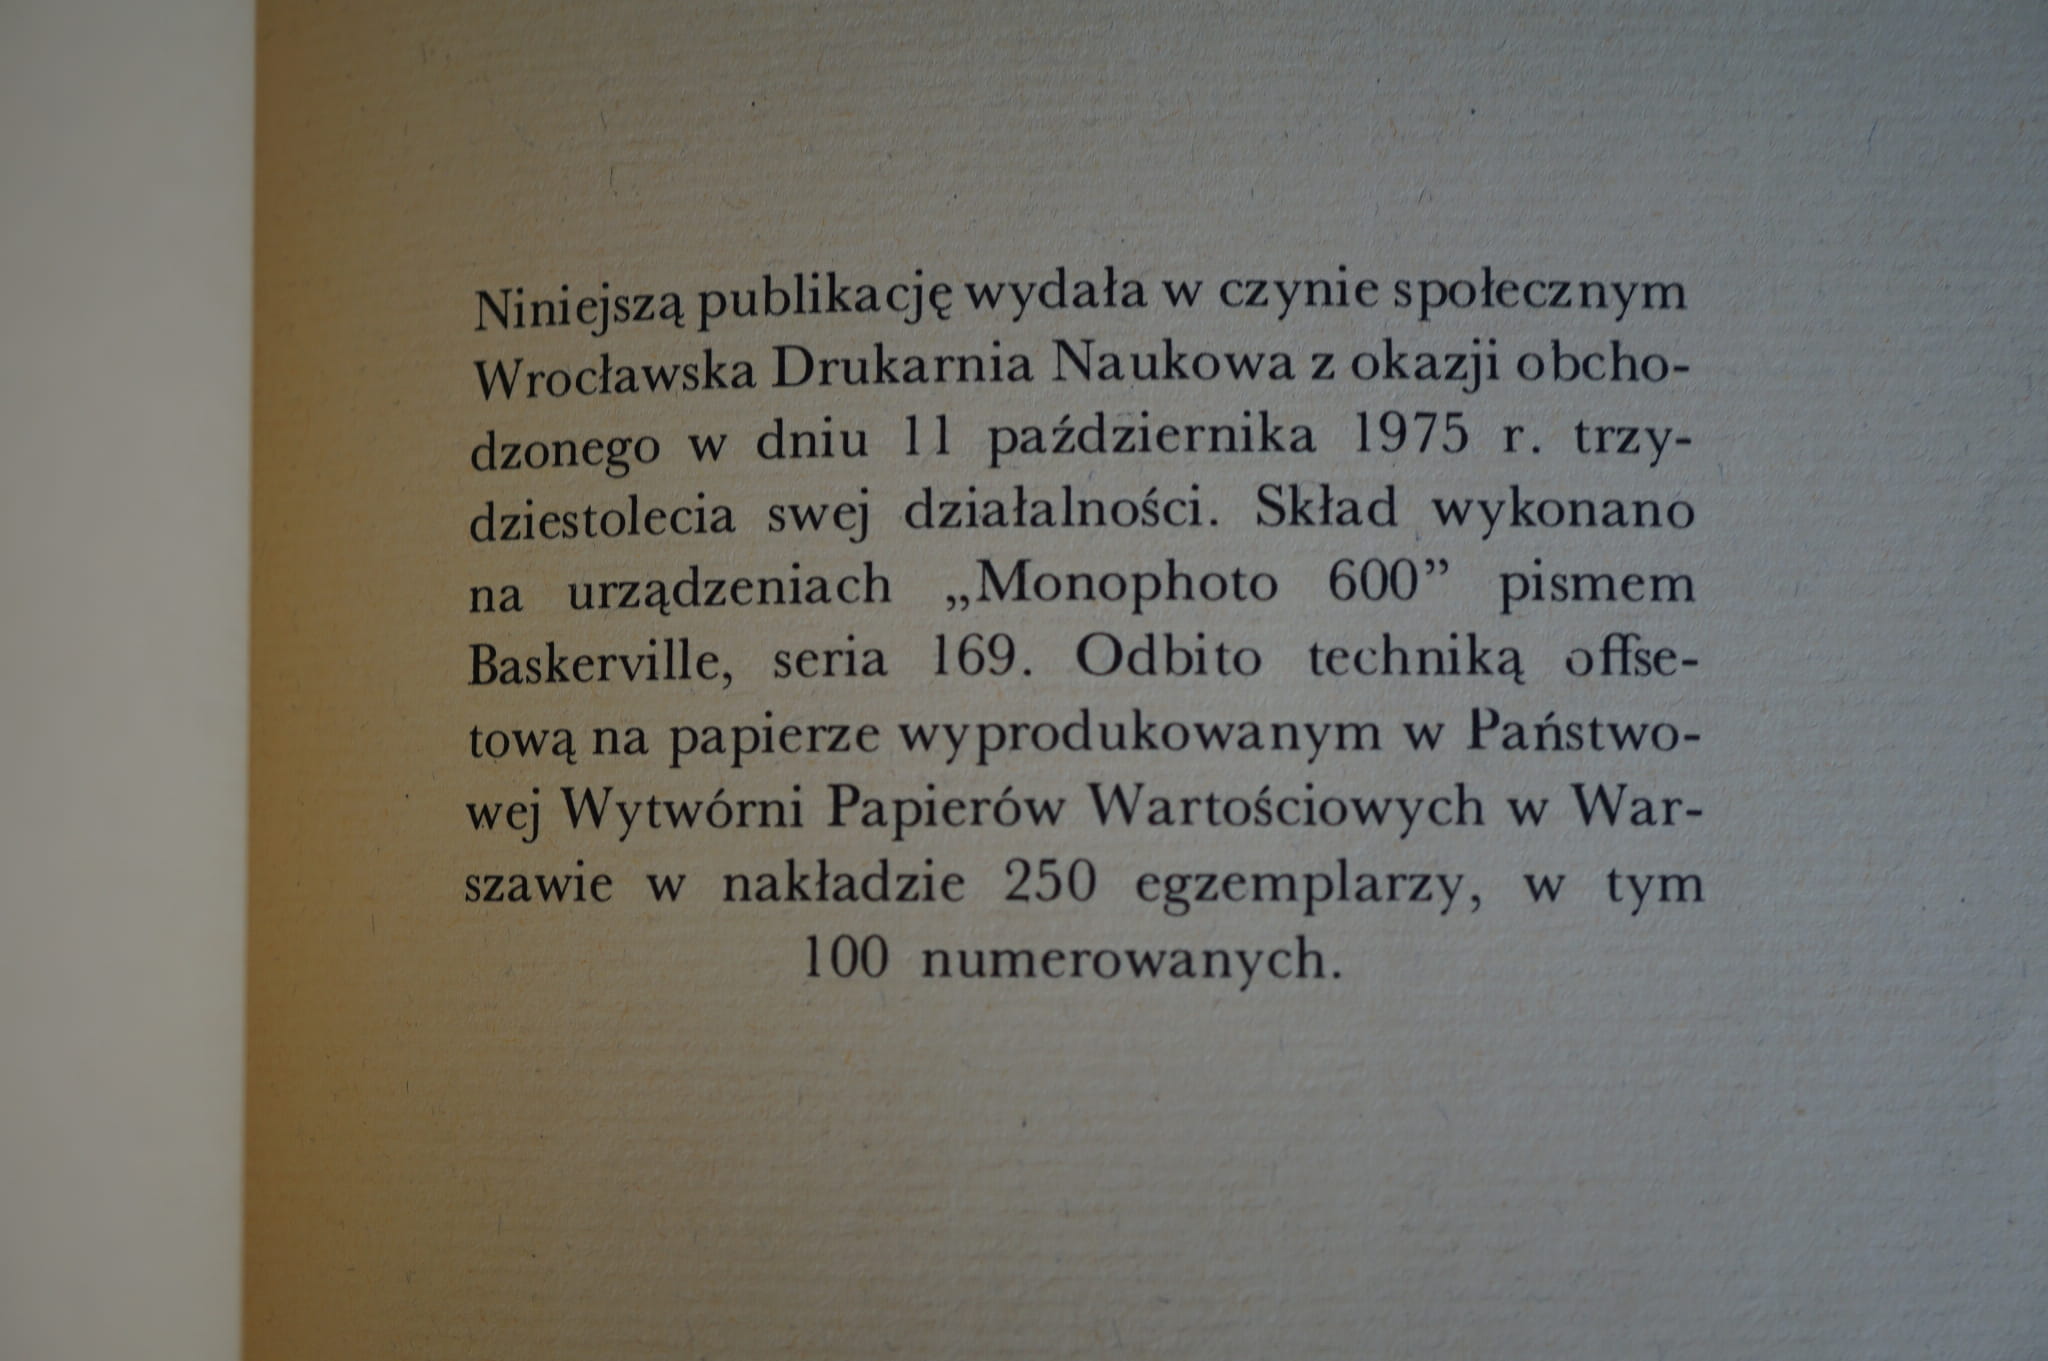 Niniejszą publikację wydała w czynie społecznym
Wrocławska Drukarnia Naukowa z okazji obcho-
dzonego w dniu 11 października 1975 r. trzy-
dziestolecia swej działalności. Skład wykonano
na urządzeniach „Monophoto 600” pismem
Baskerville, seria 169. Odbito techniką offse-
tową na papierze wyprodukowanym w Państwo-
wej Wytwórni Papierów Wartościowych w War-
szawie w nakładzie 250 egzemplarzy, w tym
100 numerowanych.